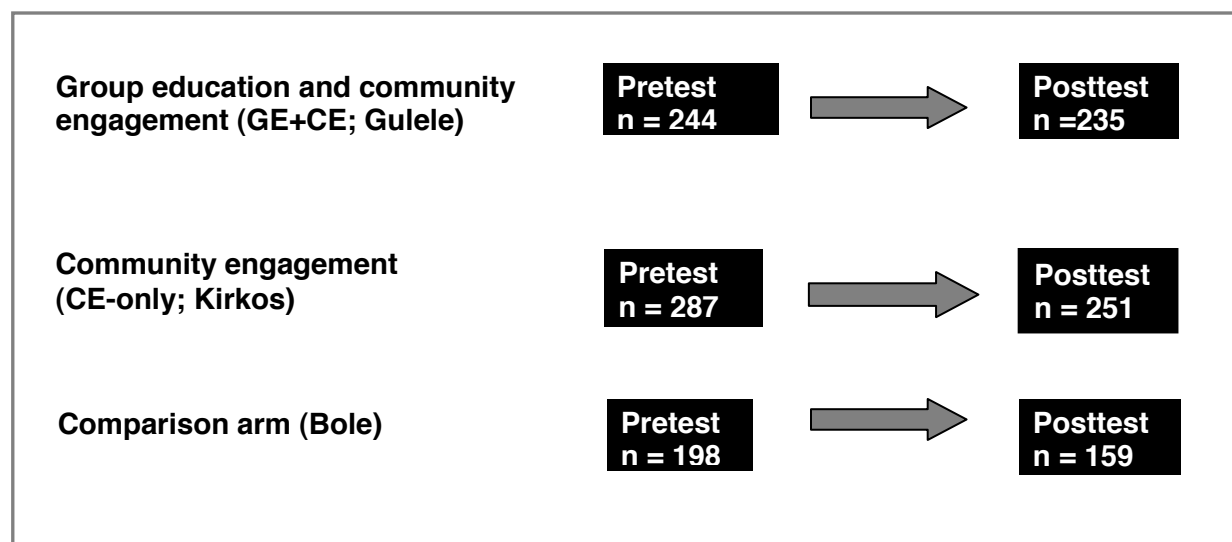 Group education and community
engagement (GE+CE; Gulele)
Pretest
n = 244
Posttest
n =235
Community engagement
(CE-only; Kirkos)
Pretest
n = 287
Posttest
n = 251
Comparison arm (Bole)
Pretest
n = 198
Posttest
n = 159